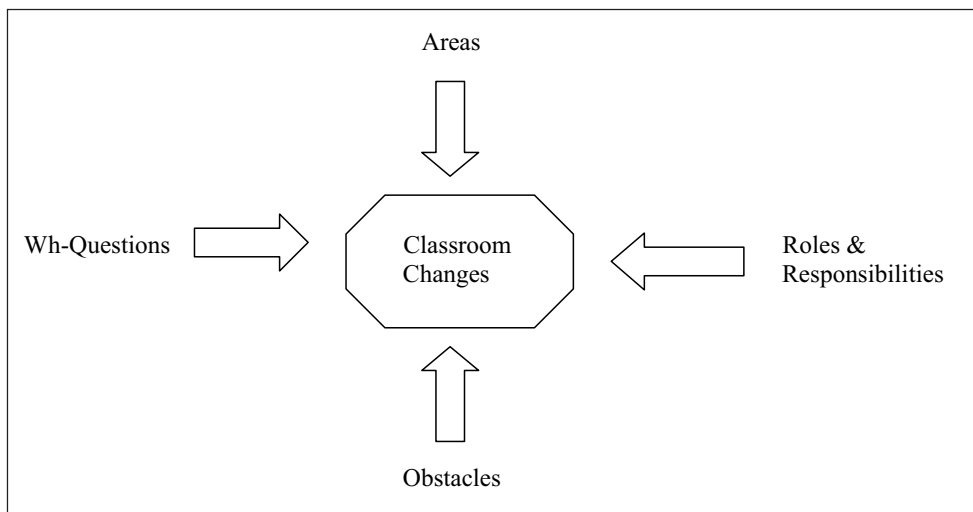 Areas
Wh-Questions
Classroom
Changes
Roles &
Responsibilities
Obstacles